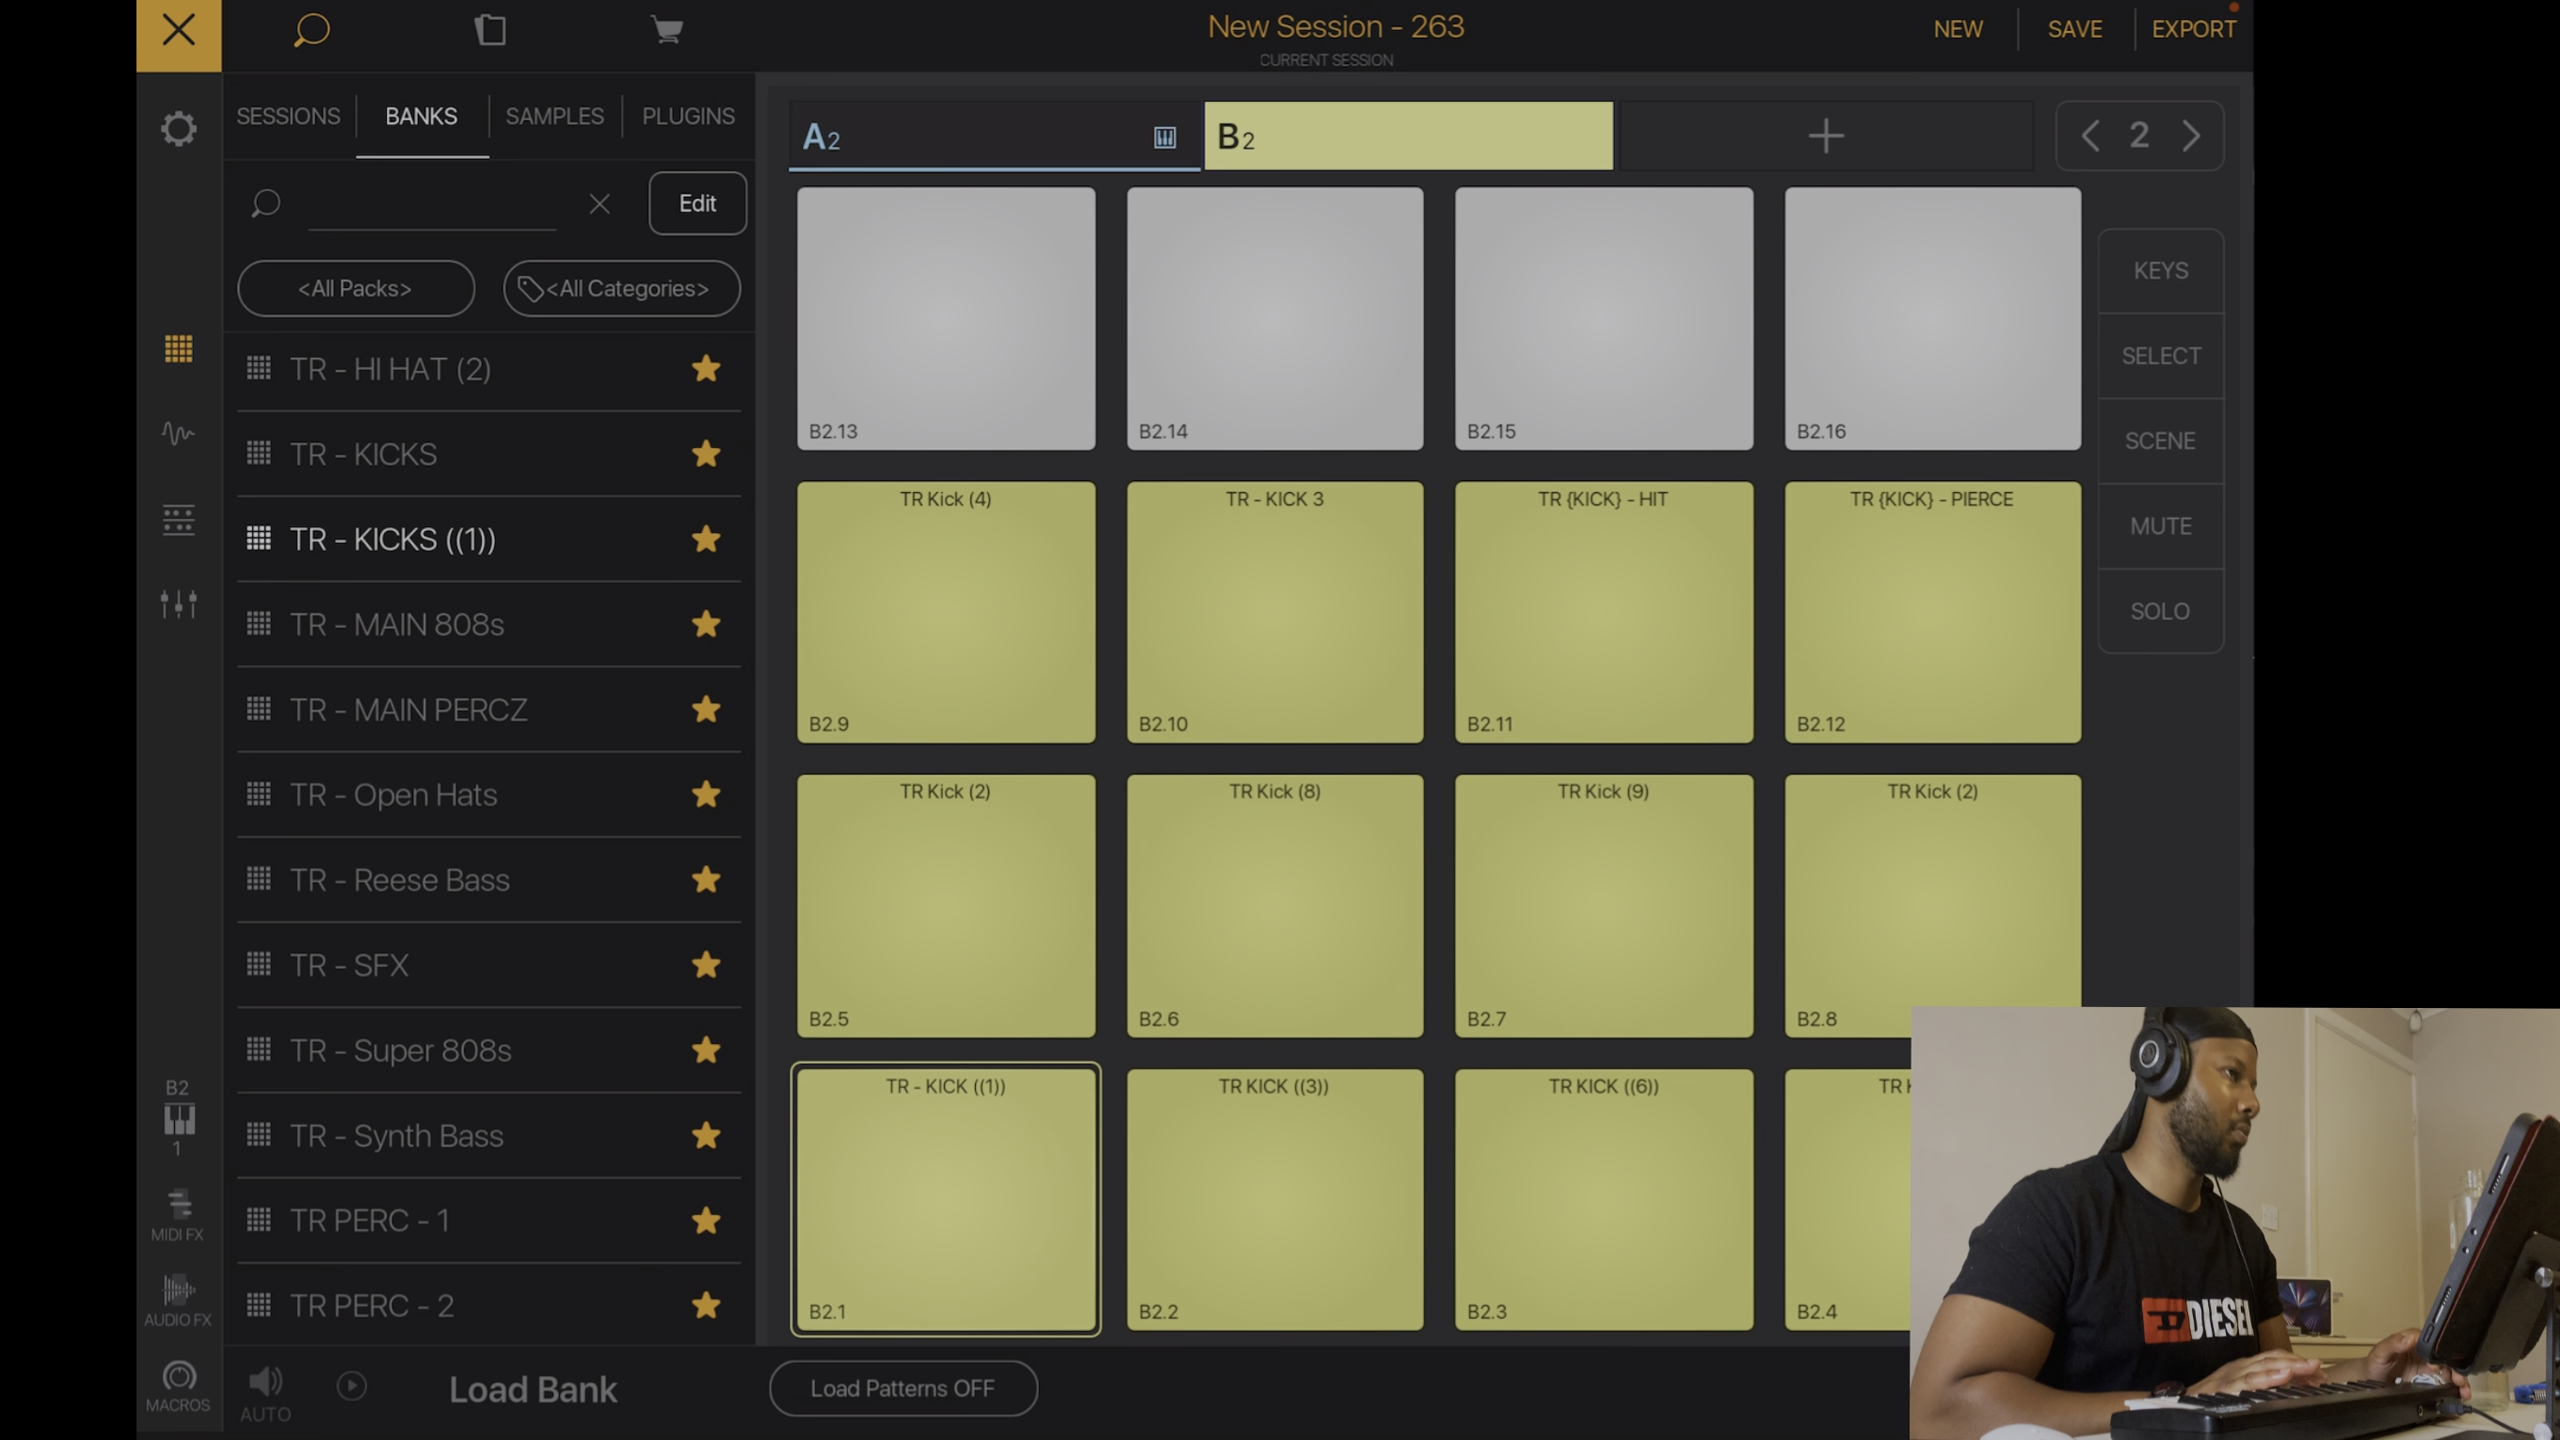 New Session - 263
CURRENT SESSION
NEW
SAVE
EXPORT
SESSIONS
BANKS
SAMPLES
PLUGINS
Edit
<All Packs>
<All Categories>
TR - HI HAT (2)
TR - KICKS
TR - KICKS ((1))
TR - MAIN 808s
TR - MAIN PERCZ
TR - Open Hats
TR - Reese Bass
TR - SFX
TR - Super 808s
TR - Synth Bass
TR PERC - 1
TR PERC - 2
B2
1
MIDI FX
AUDIO FX
MACROS
AUTO
Load Bank
Load Patterns OFF
A2
B2
2
B2.13
B2.14
B2.15
B2.16
TR Kick (4)
B2.9
TR - KICK 3
B2.10
TR {KICK} - HIT
B2.11
TR {KICK} - PIERCE
B2.12
TR Kick (2)
B2.5
TR Kick (8)
B2.6
TR Kick (9)
B2.7
TR Kick (2)
B2.8
TR - KICK ((1))
B2.1
TR KICK ((3))
B2.2
TR KICK ((6))
B2.3
TR
B2.4
KEYS
SELECT
SCENE
MUTE
SOLO
DIESEL